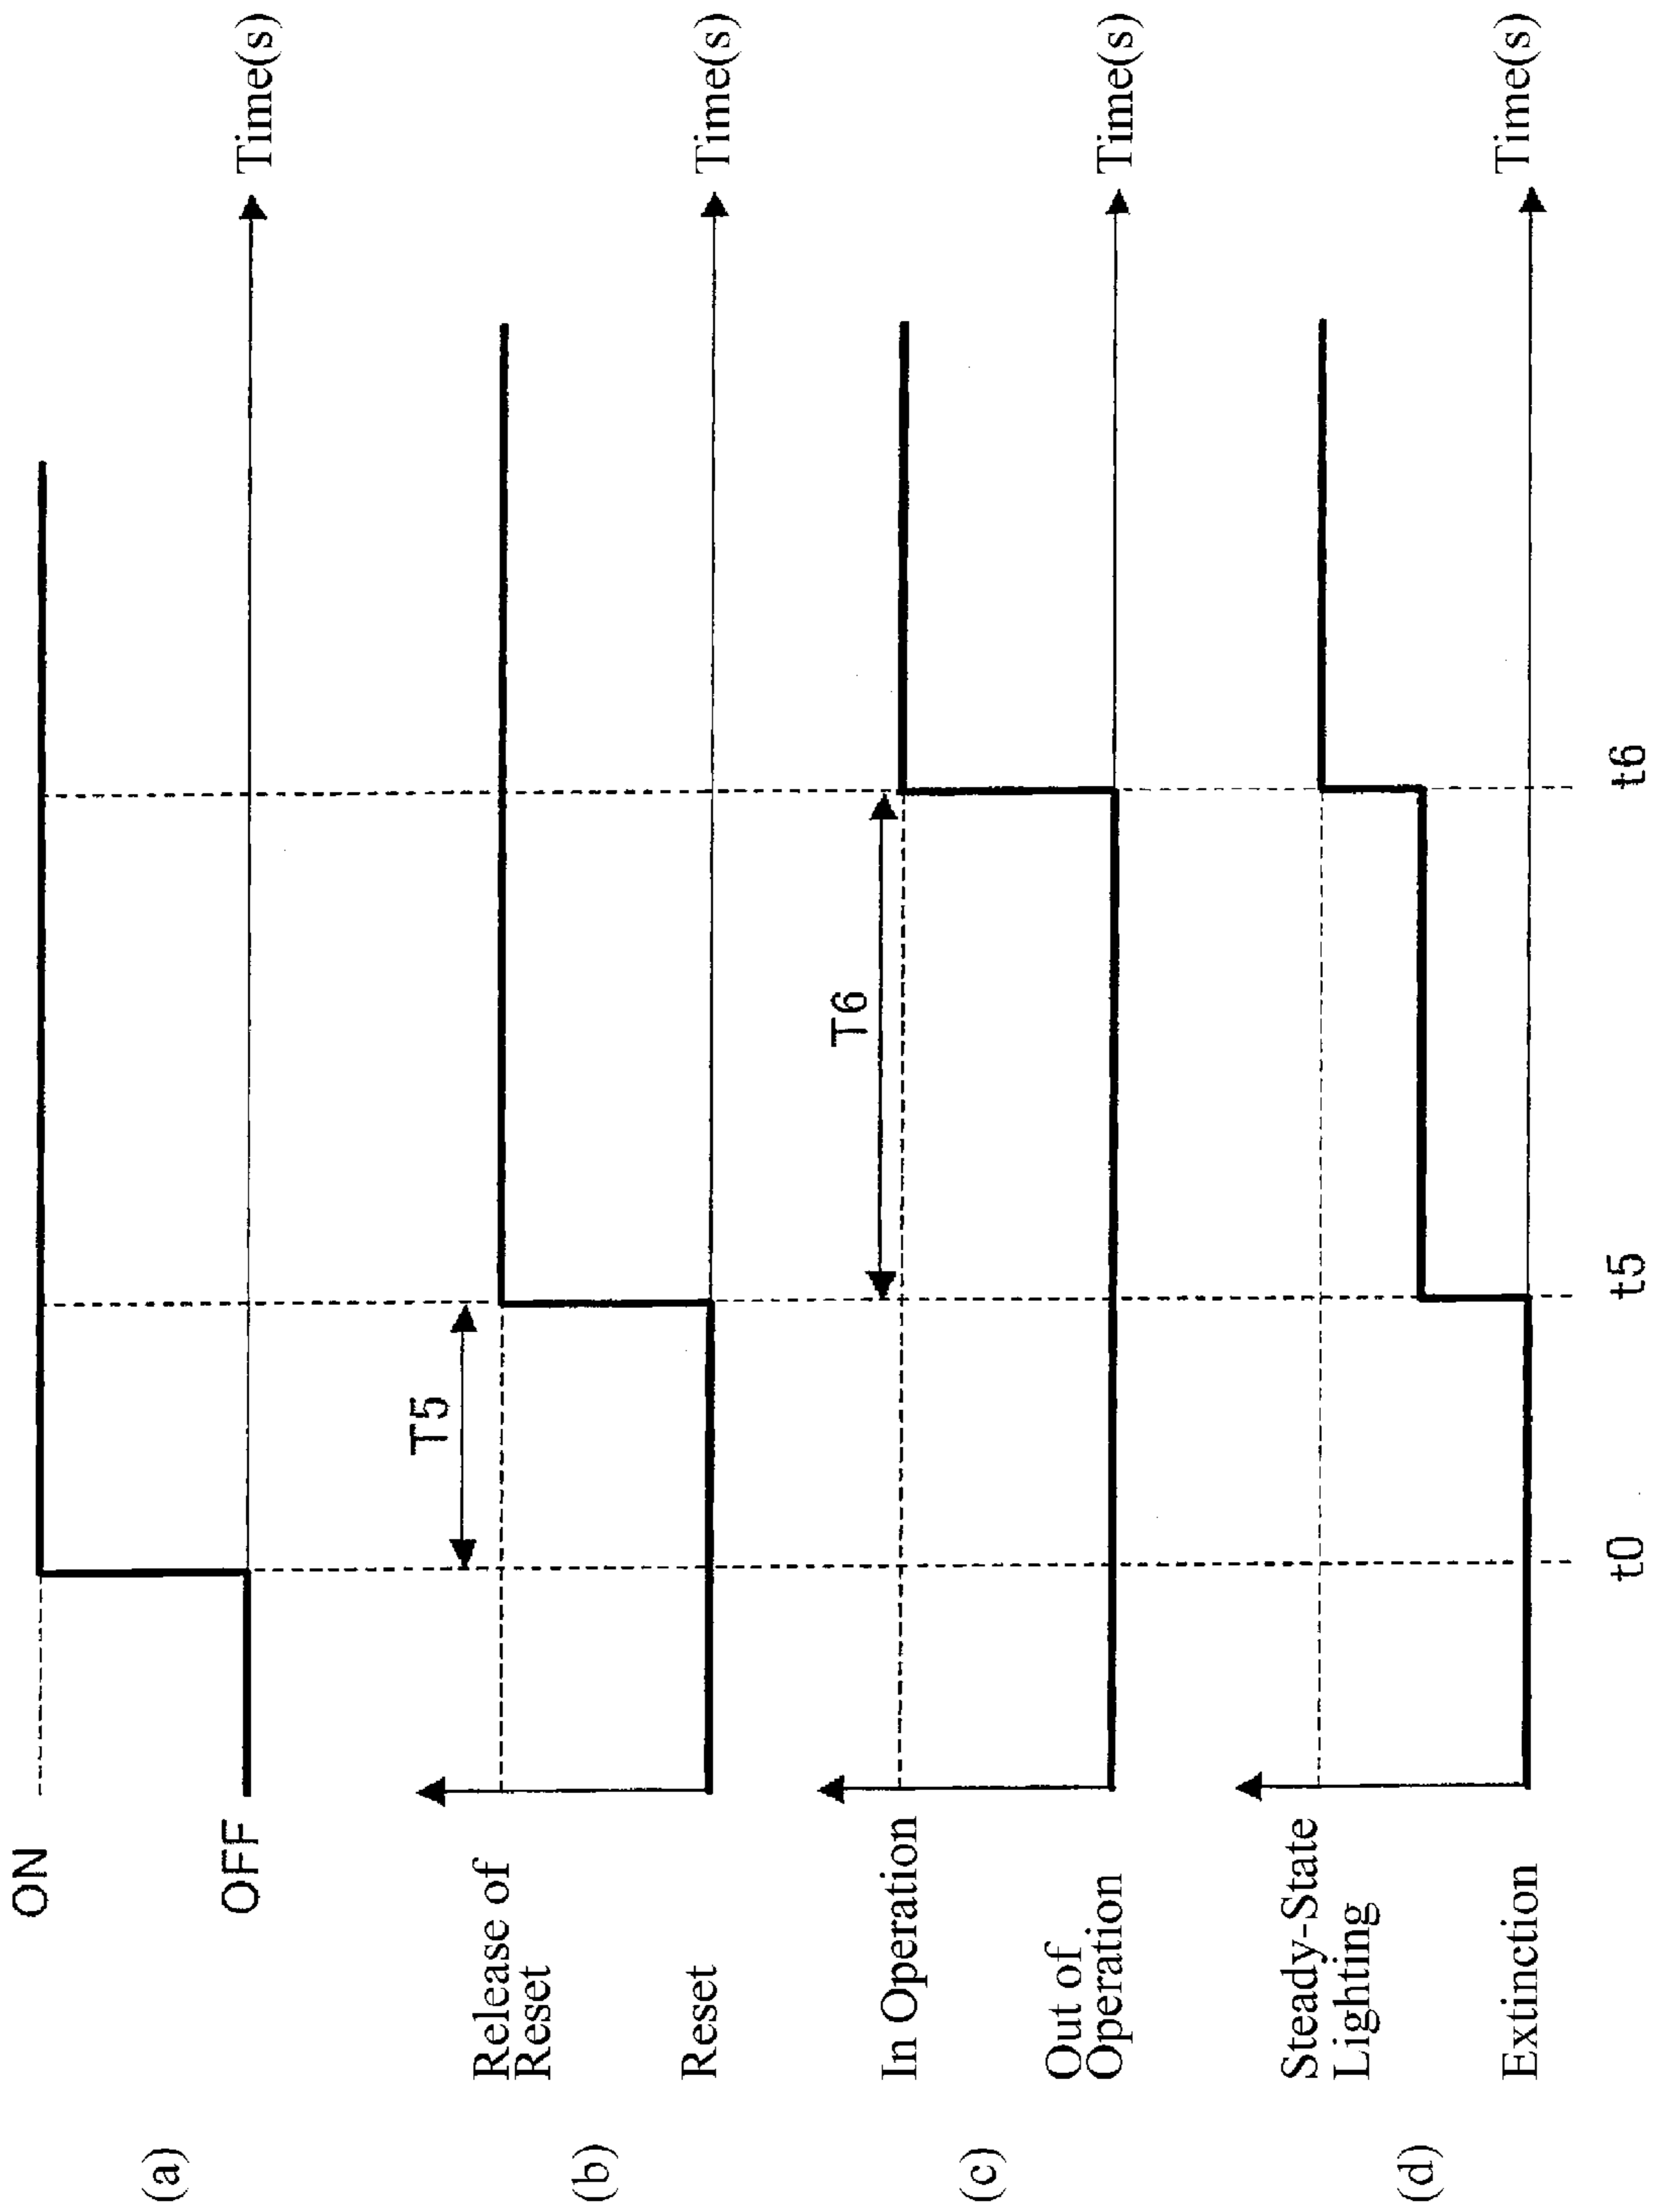 (a)
ON
OFF
Time(s)
(b)
Release of
Reset
Reset
T5
Time(s)
(c)
In Operation
Out of
Operation
T6
Time(s)
(d)
Steady-State
Lighting
Extinction
Time(s)
t0
t5
t6